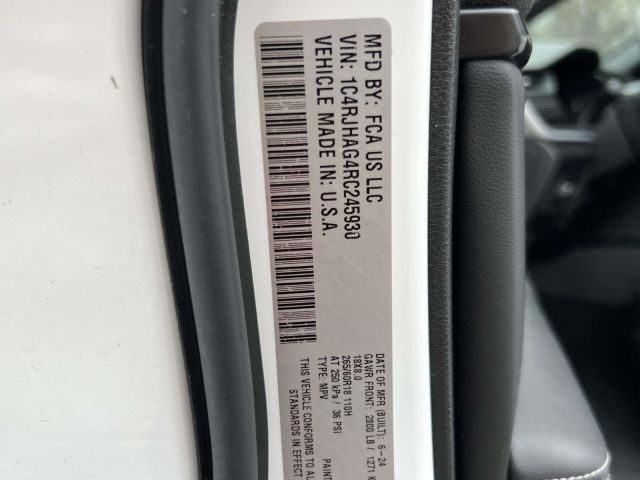 MFD BY: FCA US LLC
VIN: 1C4RJHAG4RC245930
VEHICLE MADE IN: U.S.A.
DATE OF MFR (BUILT): 6-24
GAWR FRONT: 2800 LB / 1271 K
18X8.0
265/60R18 110H
AT 250 kPa / 36 PSI
TYPE: MPV
PAIN
THIS VEHICLE CONFORMS TO AL
STANDARDS IN EFFECT